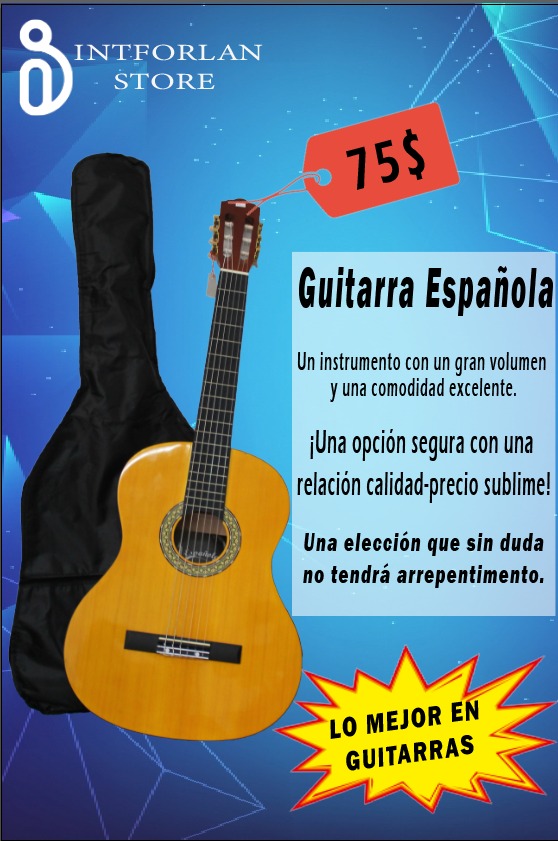 INTFORLAN
STORE
75$
Guitarra Española
Un instrumento con un gran volumen
y una comodidad excelente.
¡Una opción segura con una
relación calidad-precio sublime!
Una elección que sin duda
no tendrá arrepentimento.
LO MEJOR EN
GUITARRAS